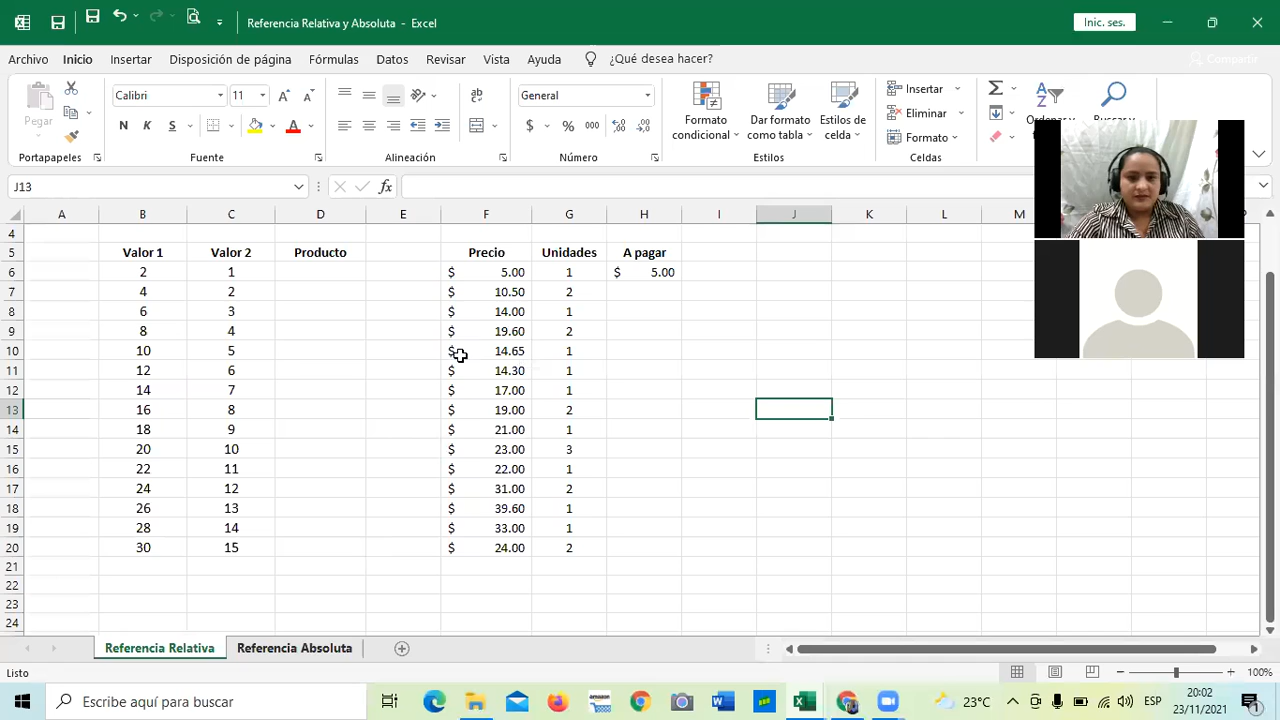 Referencia Relativa y Absoluta - Excel
Inic. ses.
Archivo Inicio Insertar Disposición de página Fórmulas Datos Revisar Vista Ayuda ¿Qué desea hacer? Compartir
Pegar
Calibri 11
N K S
ab
General
$ % 000
Formato condicional
Dar formato como tabla
Estilos de celda
Insertar
Eliminar
Formato
Ordenar y
Buscar y
Portapapeles Fuente Alineación Número Estilos Celdas
J13 fx
A B C D E F G H I J K L M
4
5 Valor 1 Valor 2 Producto Precio Unidades A pagar
6 2 1 $ 5.00 1 $ 5.00
7 4 2 $ 10.50 2
8 6 3 $ 14.00 1
9 8 4 $ 19.60 2
10 10 5 $ 14.65 1
11 12 6 $ 14.30 1
12 14 7 $ 17.00 1
13 16 8 $ 19.00 2
14 18 9 $ 21.00 1
15 20 10 $ 23.00 3
16 22 11 $ 22.00 1
17 24 12 $ 31.00 2
18 26 13 $ 39.60 1
19 28 14 $ 33.00 1
20 30 15 $ 24.00 2
21
22
23
24
Referencia Relativa Referencia Absoluta
Listo 100%
Escribe aquí para buscar
23°C ESP
20:02
23/11/2021